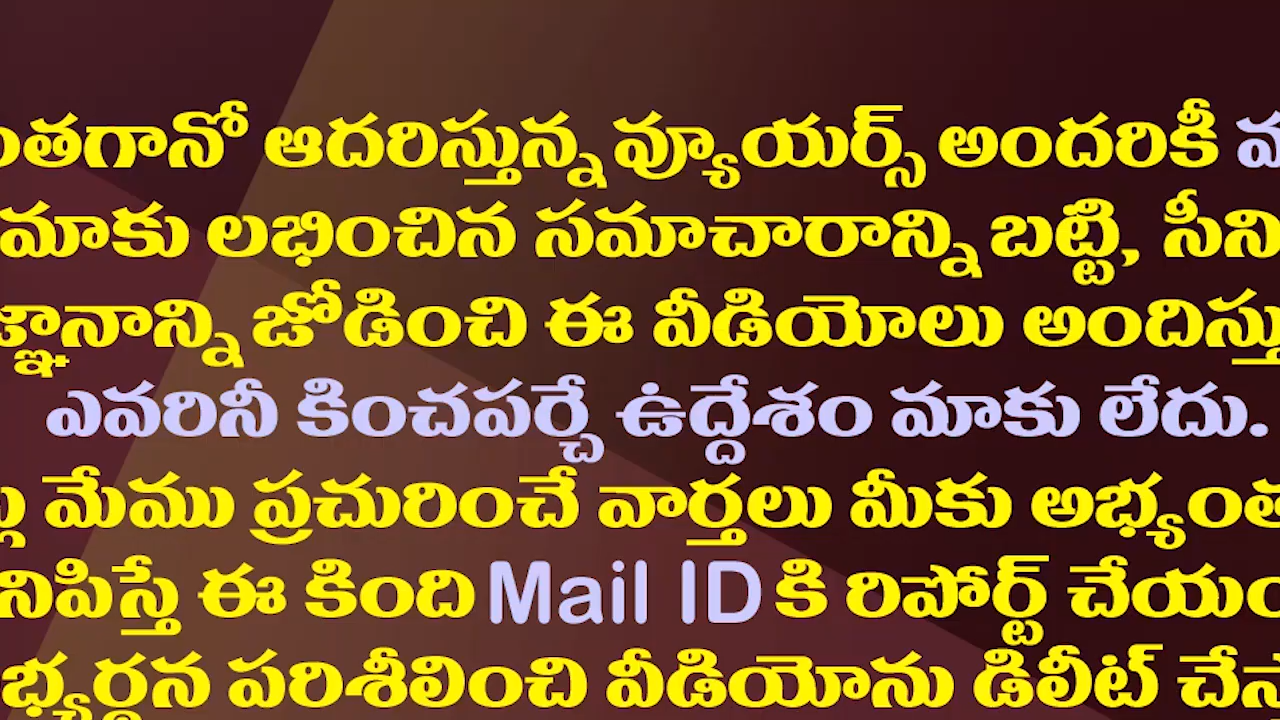 ంతగానో ఆదరిస్తున్న వ్యూయర్స్ అందరికీ
మాకు లభించిన సమాచారాన్ని బట్టి, సీని
జ్ఞానాన్ని జోడించి ఈ వీడియోలు అందిస్తు
ఎవరినీ కించపర్చే ఉద్దేశం మాకు లేదు.
మేము ప్రచురించే వార్తలు మీకు అభ్యంత
నిపిస్తే ఈ కింది Mail ID కి రిపోర్ట్ చేయం
భ్యర్థన పరిశీలించి వీడియోను డిలీట్ చేస